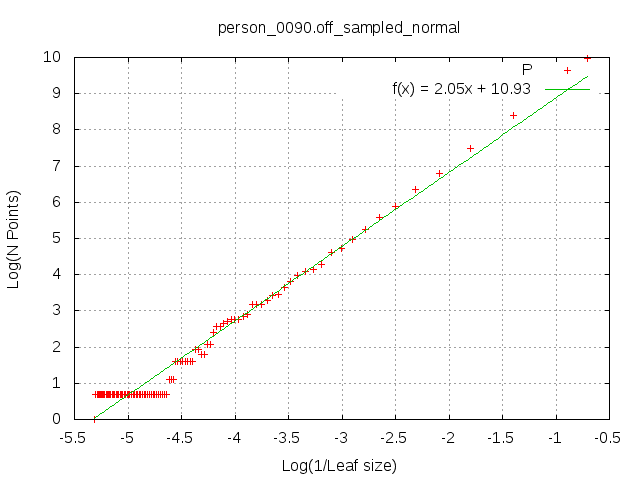 person_0090.off_sampled_normal
10
9
8
7
6
5
4
3
2
1
0
Log(N Points)
P
f(x) = 2.05x + 10.93
-5.5 -5 -4.5 -4 -3.5 -3 -2.5 -2 -1.5 -1 -0.5
Log(1/Leaf size)